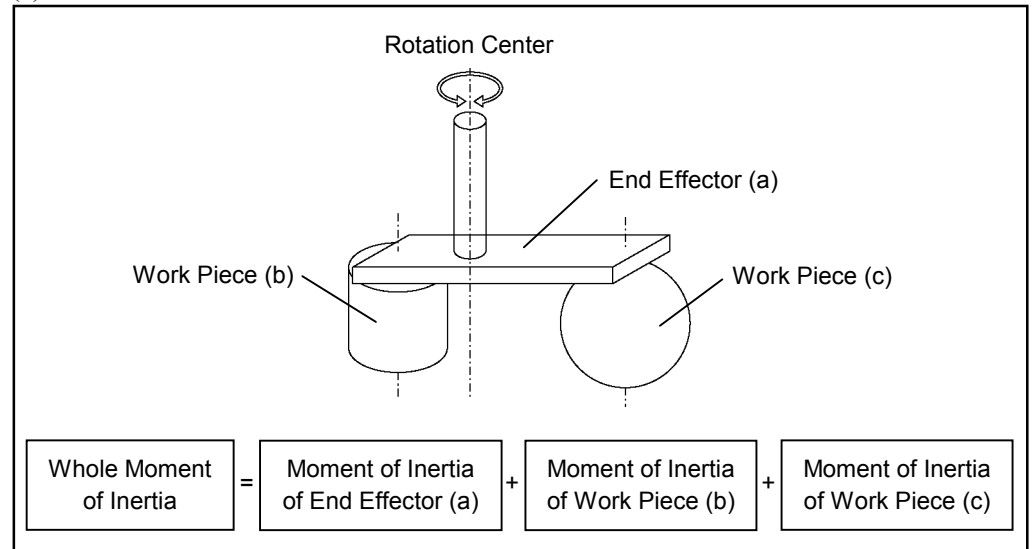 Rotation Center
End Effector (a)
Work Piece (b)
Work Piece (c)
Whole Moment
of Inertia
=
Moment of Inertia
of End Effector (a)
+
Moment of Inertia
of Work Piece (b)
+
Moment of Inertia
of Work Piece (c)